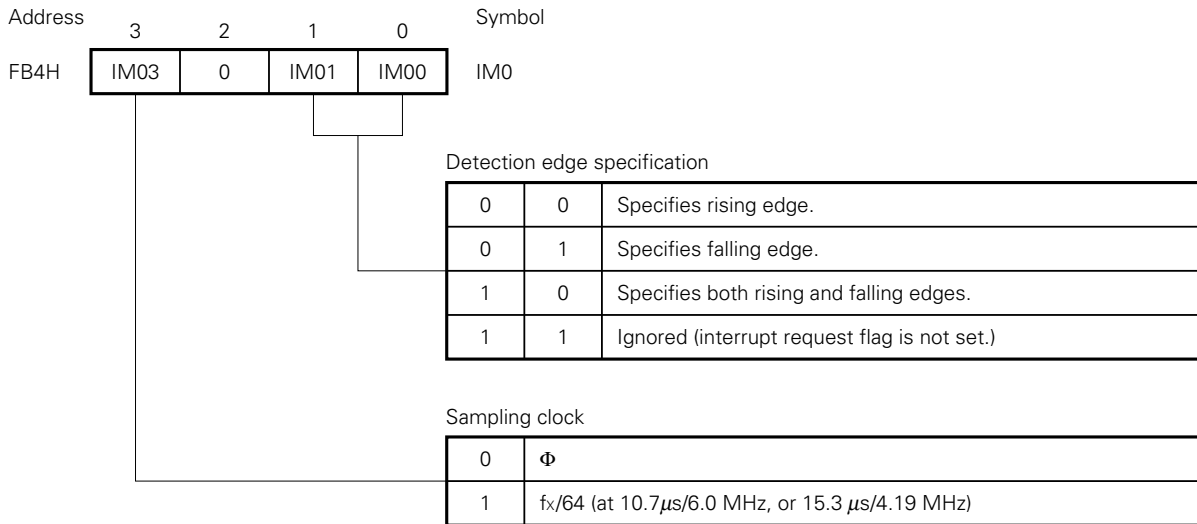 Address 3 2 1 0 Symbol
FB4H IM03 0 IM01 IM00 IM0
Detection edge specification
0 0 Specifies rising edge.
0 1 Specifies falling edge.
1 0 Specifies both rising and falling edges.
1 1 Ignored (interrupt request flag is not set.)
Sampling clock
0 Φ
1 fx/64 (at 10.7μs/6.0 MHz, or 15.3 μs/4.19 MHz)